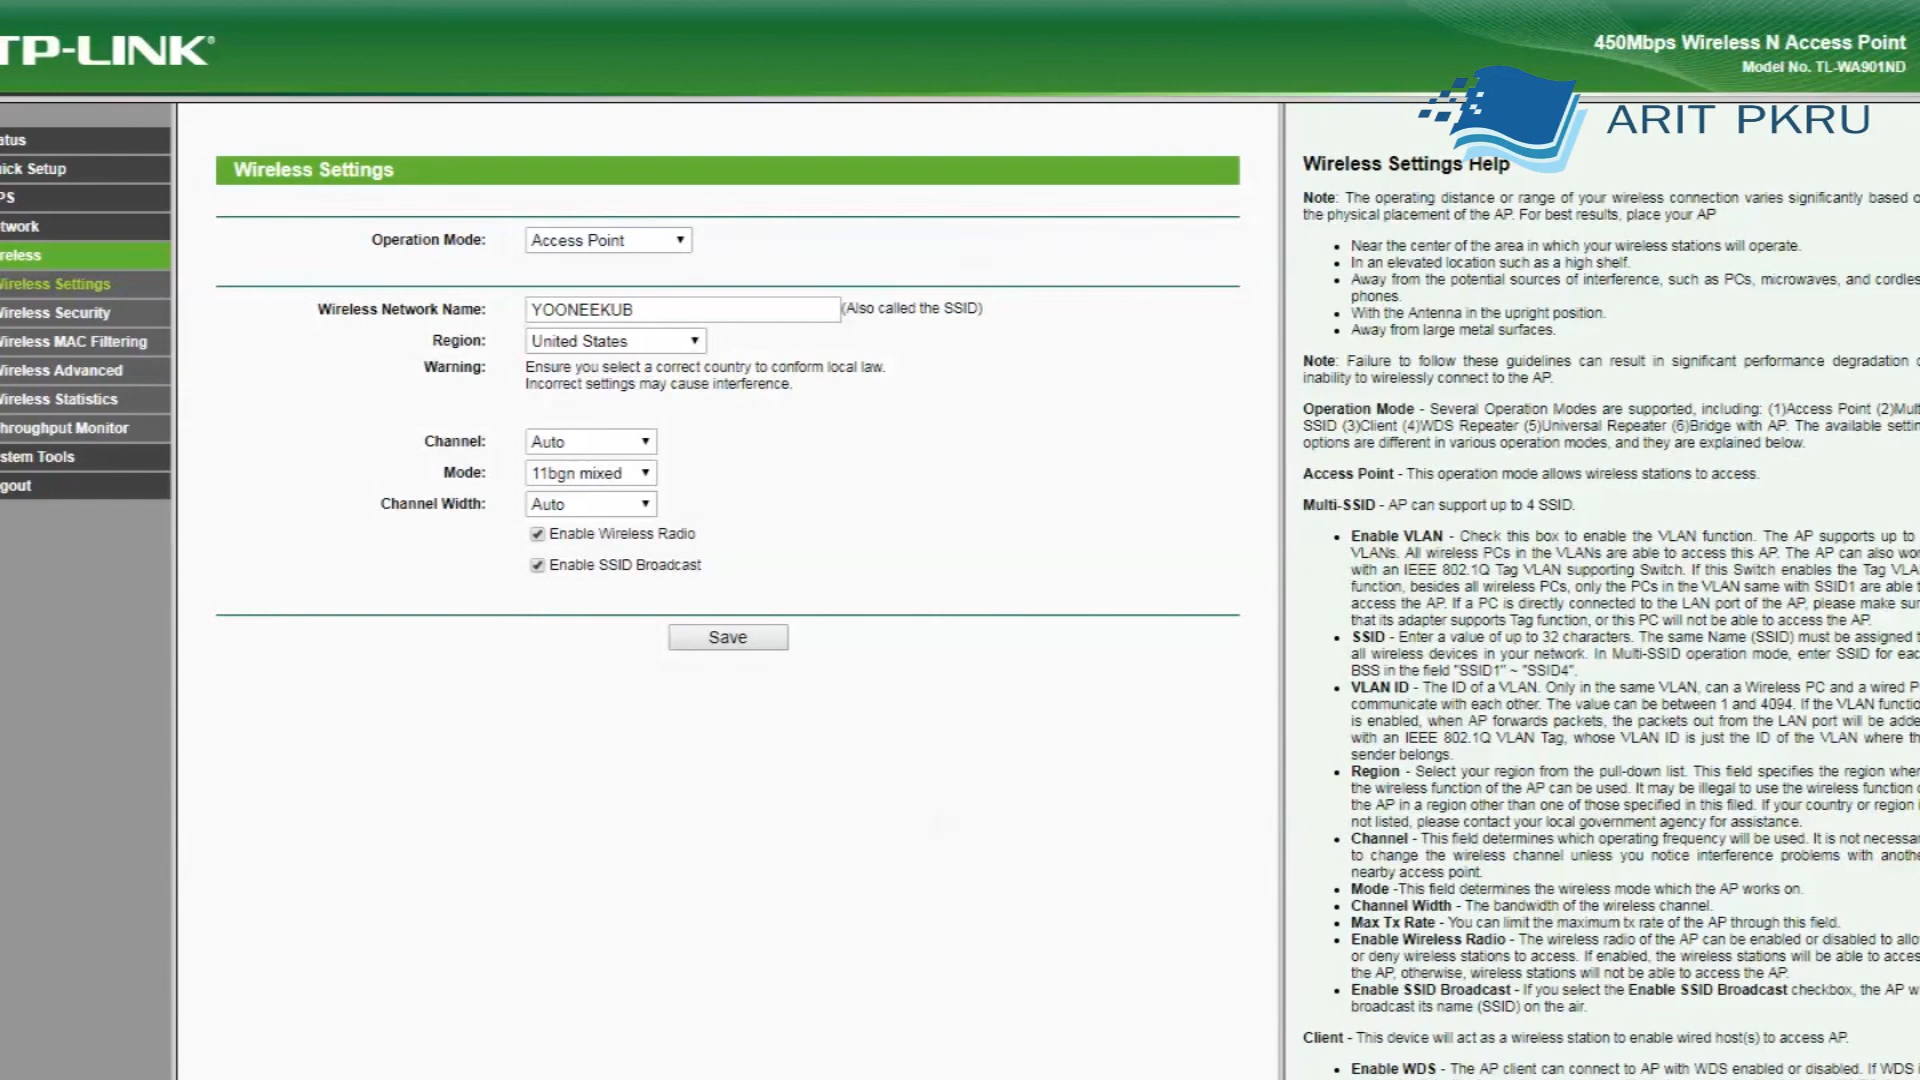 TP-LINK®
450Mbps Wireless N Access Point
Model No. TL-WA901ND
ARIT PKRU
Network
Wireless Settings
Wireless Security
Wireless MAC Filtering
Wireless Advanced
Wireless Statistics
Throughput Monitor
System Tools
Wireless Settings
Operation Mode: Access Point
Wireless Network Name: YOONEEKUB (Also called the SSID)
Region: United States
Warning: Ensure you select a correct country to conform local law.
Incorrect settings may cause interference.
Channel: Auto
Mode: 11bgn mixed
Channel Width: Auto
Enable Wireless Radio
Enable SSID Broadcast
Save
Wireless Settings Help
Note: The operating distance or range of your wireless connection varies significantly based
the physical placement of the AP. For best results, place your AP
• Near the center of the area in which your wireless stations will operate.
• In an elevated location such as a high shelf.
• Away from the potential sources of interference, such as PCs, microwaves, and cordless
phones.
• With the Antenna in the upright position.
• Away from large metal surfaces.
Note: Failure to follow these guidelines can result in significant performance degradation
inability to wirelessly connect to the AP.
Operation Mode - Several Operation Modes are supported, including: (1)Access Point (2)Multi
SSID (3)Client (4)WDS Repeater (5)Universal Repeater (6)Bridge with AP. The available settin
options are different in various operation modes, and they are explained below.
Access Point - This operation mode allows wireless stations to access.
Multi-SSID - AP can support up to 4 SSID.
• Enable VLAN - Check this box to enable the VLAN function. The AP supports up to
VLANs. All wireless PCs in the VLANs are able to access this AP. The AP can also wor
with an IEEE 802.1Q Tag VLAN supporting Switch. If this Switch enables the Tag VLA
function, besides all wireless PCs, only the PCs in the VLAN same with SSID1 are able
access the AP. If a PC is directly connected to the LAN port of the AP, please make sur
that its adapter supports Tag function, or this PC will not be able to access the AP.
• SSID - Enter a value of up to 32 characters. The same Name (SSID) must be assigned
all wireless devices in your network. In Multi-SSID operation mode, enter SSID for eac
BSS in the field "SSID1" ~ "SSID4".
• VLAN ID - The ID of a VLAN. Only in the same VLAN, can a Wireless PC and a wired P
communicate with each other. The value can be between 1 and 4094. If the VLAN functio
is enabled, when AP forwards packets, the packets out from the LAN port will be adde
with an IEEE 802.1Q VLAN Tag, whose VLAN ID is just the ID of the VLAN where th
sender belongs.
• Region - Select your region from the pull-down list. This field specifies the region wher
the wireless function of the AP can be used. It may be illegal to use the wireless function
the AP in a region other than one of those specified in this filed. If your country or region
not listed, please contact your local government agency for assistance.
• Channel - This field determines which operating frequency will be used. It is not necessar
to change the wireless channel unless you notice interference problems with anothe
nearby access point.
• Mode -This field determines the wireless mode which the AP works on.
• Channel Width - The bandwidth of the wireless channel.
• Max Tx Rate - You can limit the maximum tx rate of the AP through this field.
• Enable Wireless Radio - The wireless radio of the AP can be enabled or disabled to allo
or deny wireless stations to access. If enabled, the wireless stations will be able to acces
the AP, otherwise, wireless stations will not be able to access the AP.
• Enable SSID Broadcast - If you select the Enable SSID Broadcast checkbox, the AP w
broadcast its name (SSID) on the air.
Client - This device will act as a wireless station to enable wired host(s) to access AP.
• Enable WDS - The AP client can connect to AP with WDS enabled or disabled. If WDS